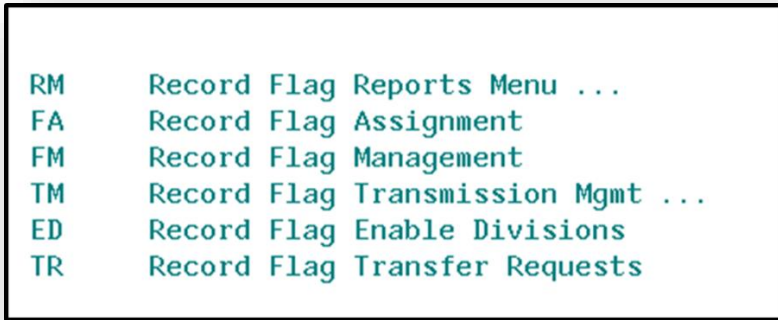 RM Record Flag Reports Menu ...
FA Record Flag Assignment
FM Record Flag Management
TM Record Flag Transmission Mgmt ...
ED Record Flag Enable Divisions
TR Record Flag Transfer Requests